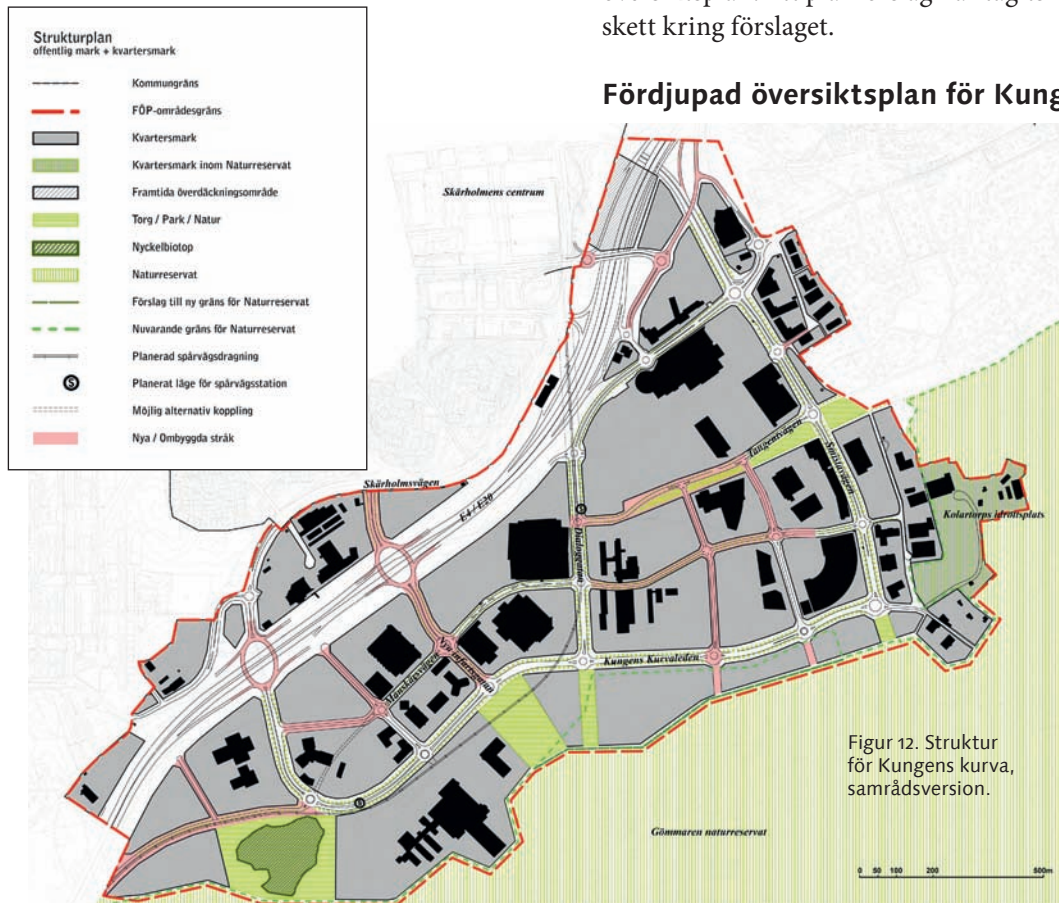 skett kring förslaget.
Fördjupad översiktsplan för Kung
Strukturplan
offentlig mark + kvartersmark
Kommungräns
FÖP-områdesgräns
Kvartersmark
Kvartersmark inom Naturreservat
Framtida överdäckningsområde
Torg / Park / Natur
Nyckelbiotop
Naturreservat
Förslag till ny gräns för Naturreservat
Nuvarande gräns för Naturreservat
Planerad spårvägsdragning
S Planerat läge för spårvägsstation
Möjlig alternativ koppling
Nya / Ombyggda stråk
Skärholmens centrum
Tangentvägen
Smistavägen
Skärholmsvägen
E4 / E20
Kolartorps idrottsplats
Dialoggatan
S
Månskärsvägen
Kungens Kurvaleden
S
Figur 12. Struktur
för Kungens kurva,
samrådsversion.
Gömmaren naturreservat
0 50 100 200 500m